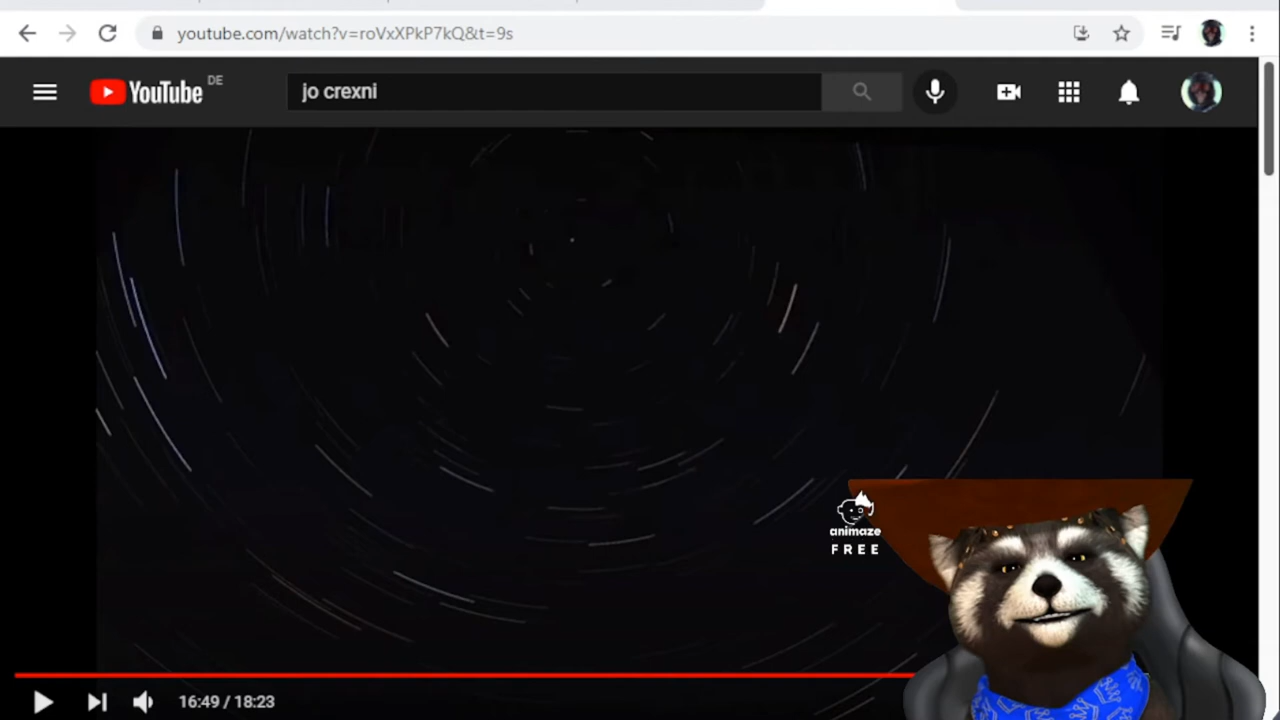 youtube.com/watch?v=roVxXPkP7kQ&t=9s
YouTube DE
jo crexni
animaze
FREE
16:49 / 18:23